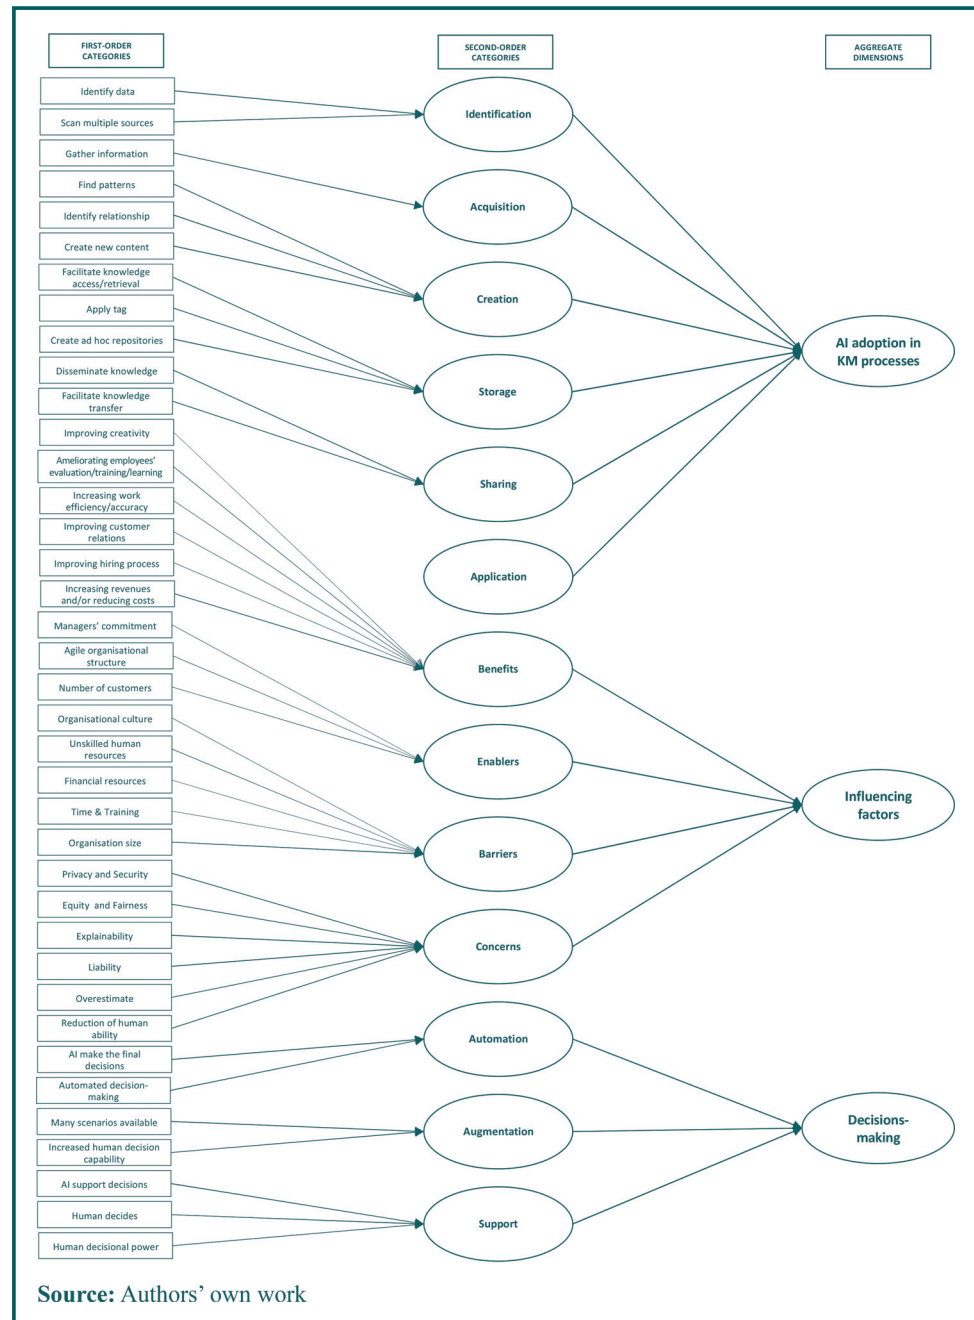 FIRST-ORDER
CATEGORIES
SECOND-ORDER
CATEGORIES
AGGREGATE
DIMENSIONS
Identify data
Scan multiple sources
Gather information
Find patterns
Identify relationship
Create new content
Facilitate knowledge
access/retrieval
Apply tag
Create ad hoc repositories
Disseminate knowledge
Facilitate knowledge
transfer
Improving creativity
Ameliorating employees'
evaluation/training/learning
Increasing work
efficiency/accuracy
Improving customer
relations
Improving hiring process
Increasing revenues
and/or reducing costs
Managers' commitment
Agile organisational
structure
Number of customers
Organisational culture
Unskilled human
resources
Financial resources
Time & Training
Organisation size
Privacy and Security
Equity and Fairness
Explainability
Liability
Overestimate
Reduction of human
ability
AI make the final
decisions
Automated decision-
making
Many scenarios available
Increased human decision
capability
AI support decisions
Human decides
Human decisional power
Identification
Acquisition
Creation
Storage
Sharing
Application
Benefits
Enablers
Barriers
Concerns
Automation
Augmentation
Support
AI adoption in
KM processes
Influencing
factors
Decisions-
making
Source: Authors' own work